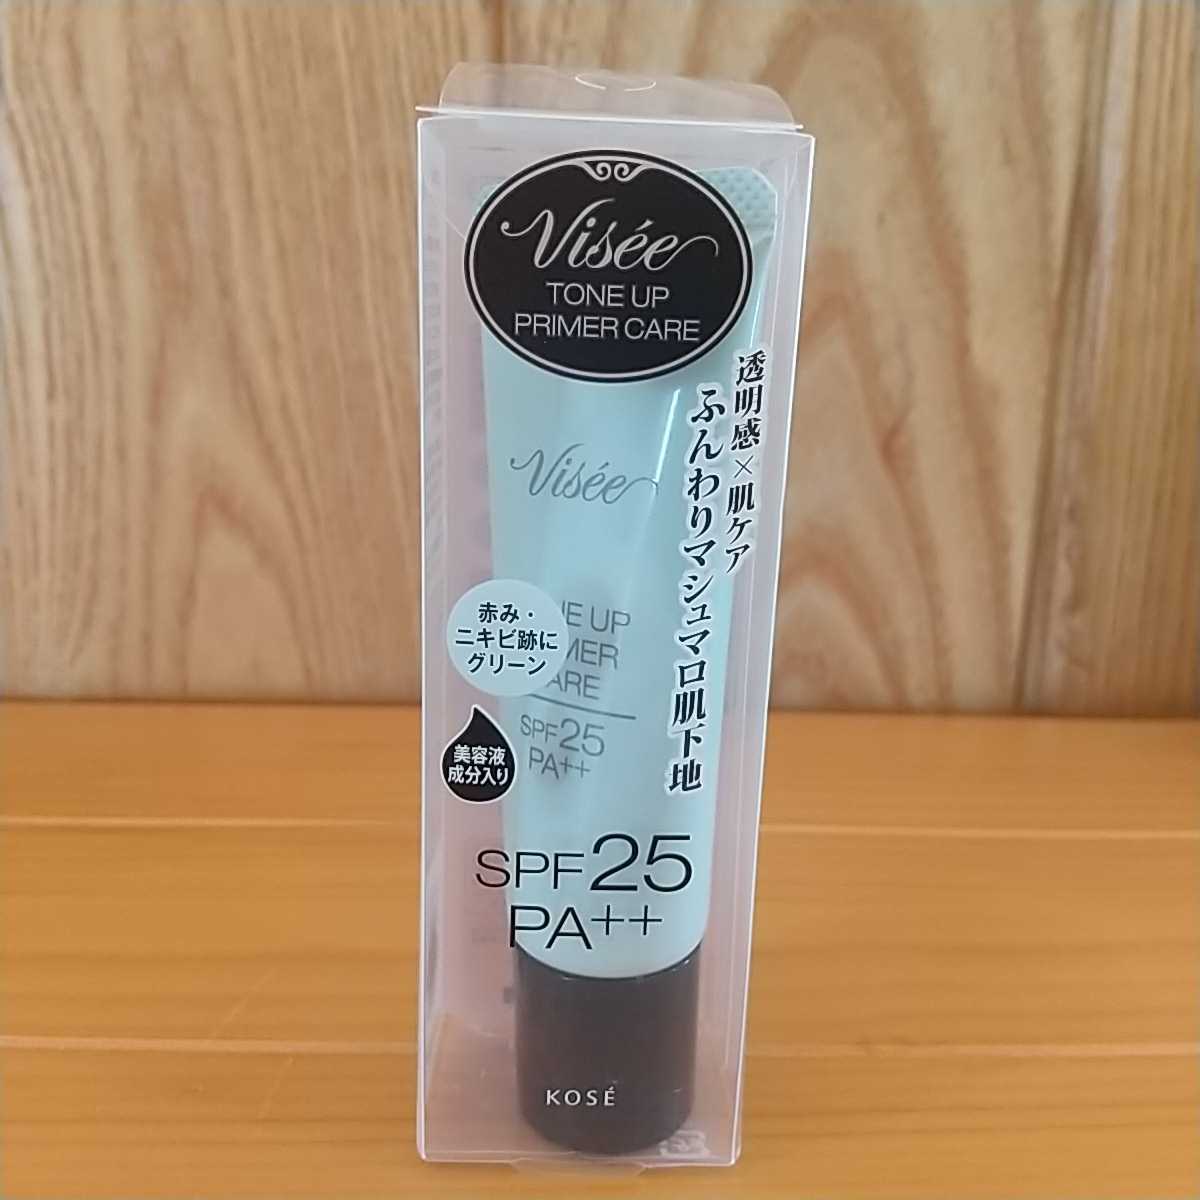 Visée
TONE UP
PRIMER CARE
透明感×肌ケア
ふんわりマシュマロ肌下地
Visée
NE UP
MER
ARE
SPF25
PA++
赤み・
ニキビ跡に
グリーン
美容液
成分入り
SPF25
PA++
KOSÉ